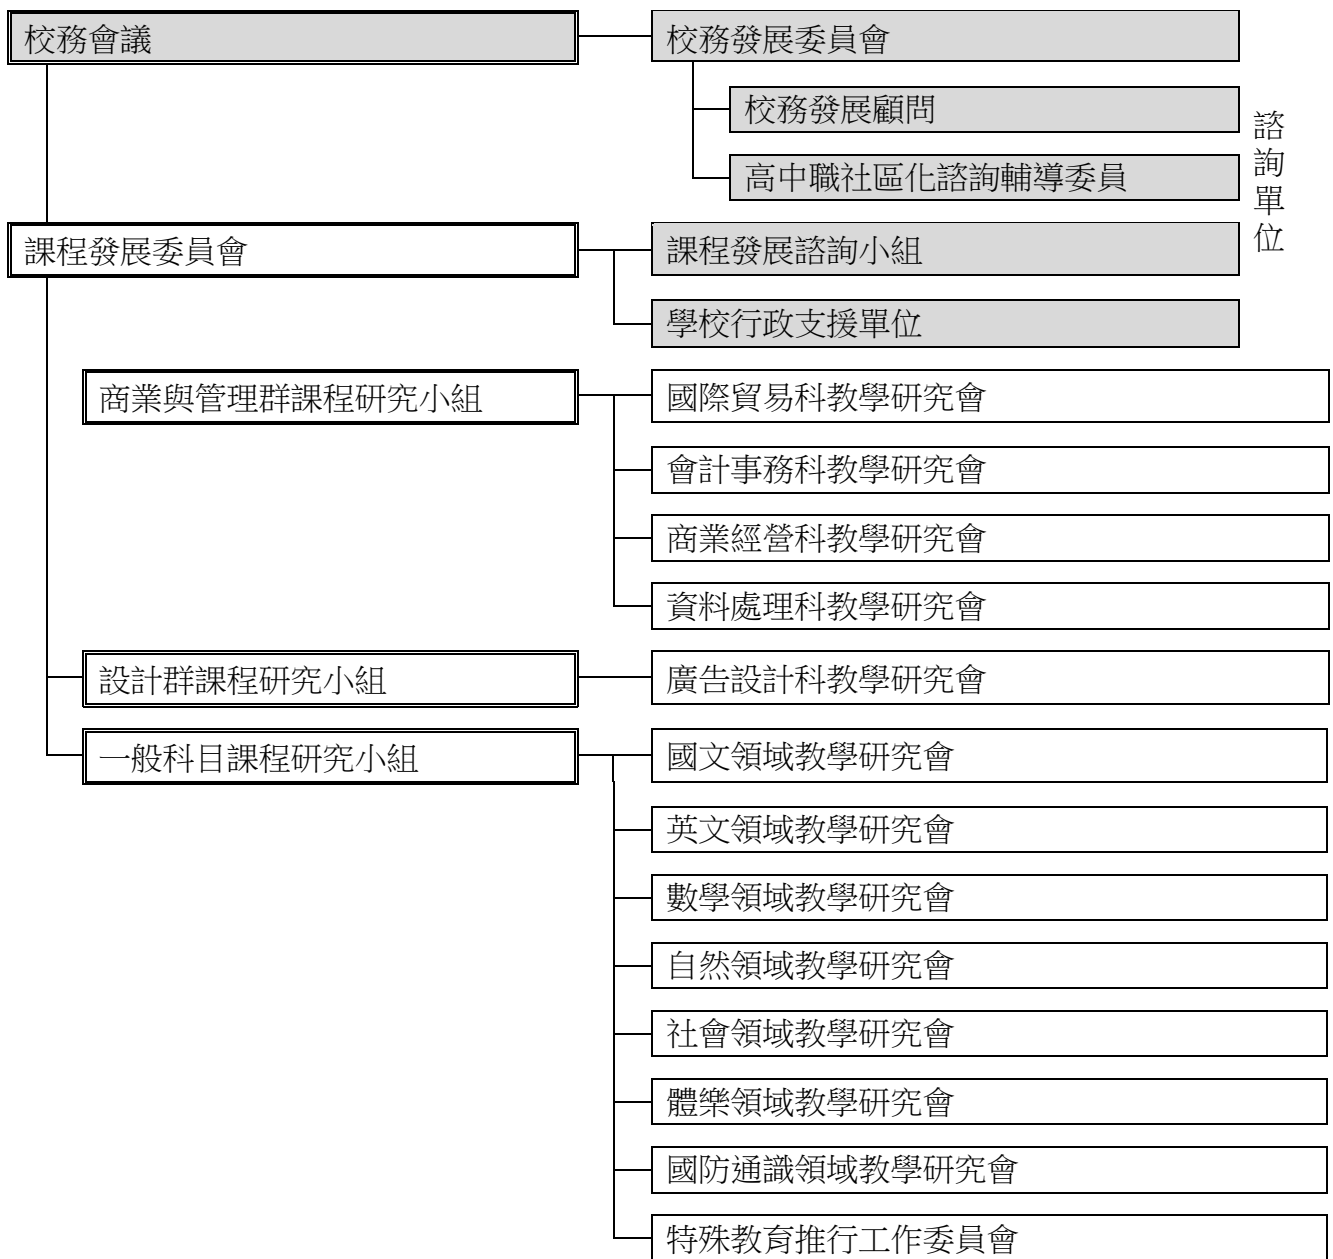 校務會議
校務發展委員會
校務發展顧問
高中職社區化諮詢輔導委員
諮詢單位
課程發展委員會
課程發展諮詢小組
學校行政支援單位
商業與管理群課程研究小組
國際貿易科教學研究會
會計事務科教學研究會
商業經營科教學研究會
資料處理科教學研究會
設計群課程研究小組
廣告設計科教學研究會
一般科目課程研究小組
國文領域教學研究會
英文領域教學研究會
數學領域教學研究會
自然領域教學研究會
社會領域教學研究會
體樂領域教學研究會
國防通識領域教學研究會
特殊教育推行工作委員會